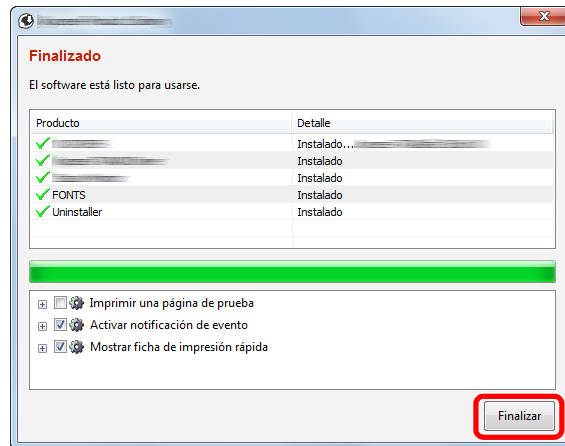 Finalizado
El software está listo para usarse.
Producto Detalle
Instalado...
Instalado
Instalado
FONTS Instalado
Uninstaller Instalado
Imprimir una página de prueba
Activar notificación de evento
Mostrar ficha de impresión rápida
Finalizar